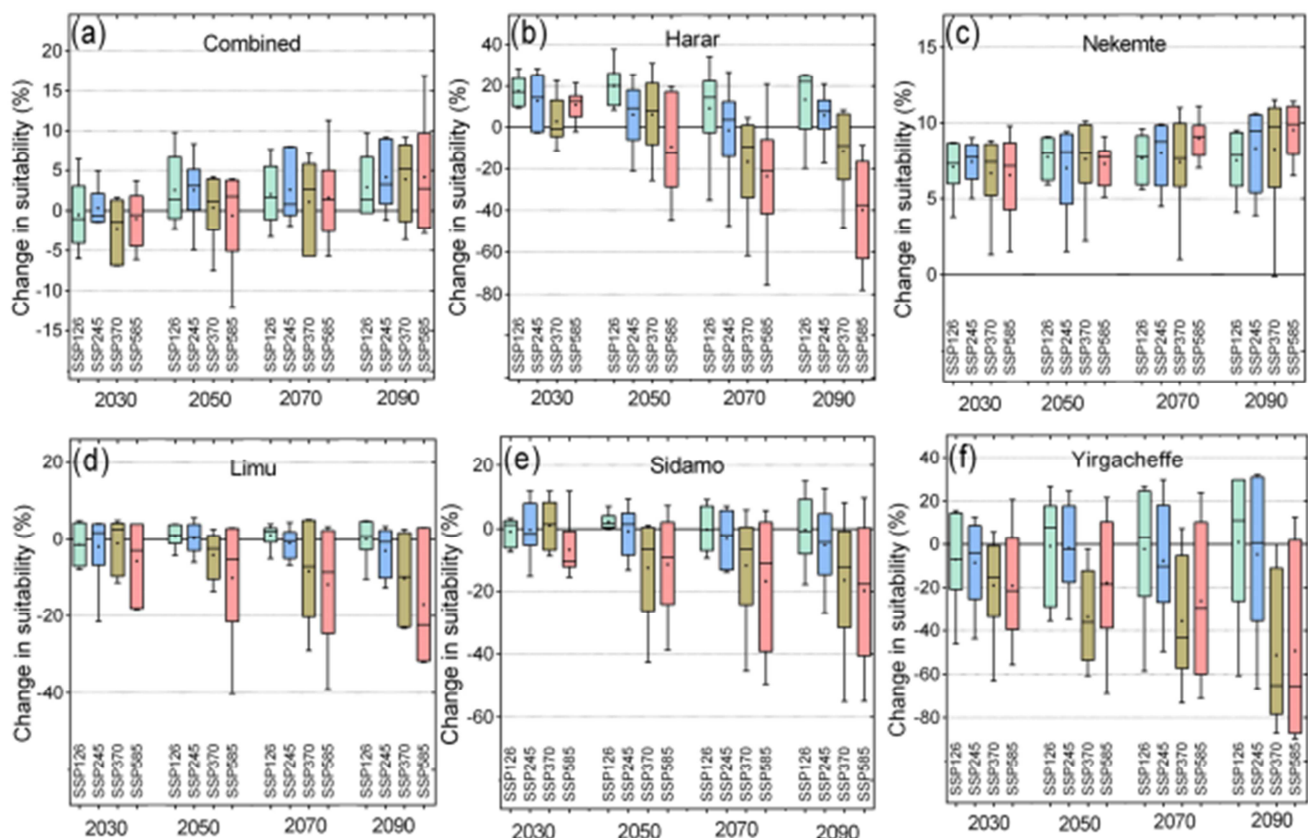 (a) Combined
Change in suitability (%)
20
15
10
5
0
-5
-10
-15
SSP126 SSP245 SSP370 SSP585 SSP126 SSP245 SSP370 SSP585 SSP126 SSP245 SSP370 SSP585 SSP126 SSP245 SSP370 SSP585
2030 2050 2070 2090
(b) Harar
Change in suitability (%)
40
20
0
-20
-40
-60
-80
SSP126 SSP245 SSP370 SSP585 SSP126 SSP245 SSP370 SSP585 SSP126 SSP245 SSP370 SSP585 SSP126 SSP245 SSP370 SSP585
2030 2050 2070 2090
(c) Nekemte
Change in suitability (%)
15
10
5
0
SSP126 SSP245 SSP370 SSP585 SSP126 SSP245 SSP370 SSP585 SSP126 SSP245 SSP370 SSP585 SSP126 SSP245 SSP370 SSP585
2030 2050 2070 2090
(d) Limu
Change in suitability (%)
20
0
-20
-40
SSP126 SSP245 SSP370 SSP585 SSP126 SSP245 SSP370 SSP585 SSP126 SSP245 SSP370 SSP585 SSP126 SSP245 SSP370 SSP585
2030 2050 2070 2090
(e) Sidamo
Change in suitability (%)
20
0
-20
-40
-60
SSP126 SSP245 SSP370 SSP585 SSP126 SSP245 SSP370 SSP585 SSP126 SSP245 SSP370 SSP585 SSP126 SSP245 SSP370 SSP585
2030 2050 2070 2090
(f) Yirgacheffe
Change in suitability (%)
40
20
0
-20
-40
-60
-80
SSP126 SSP245 SSP370 SSP585 SSP126 SSP245 SSP370 SSP585 SSP126 SSP245 SSP370 SSP585 SSP126 SSP245 SSP370 SSP585
2030 2050 2070 2090